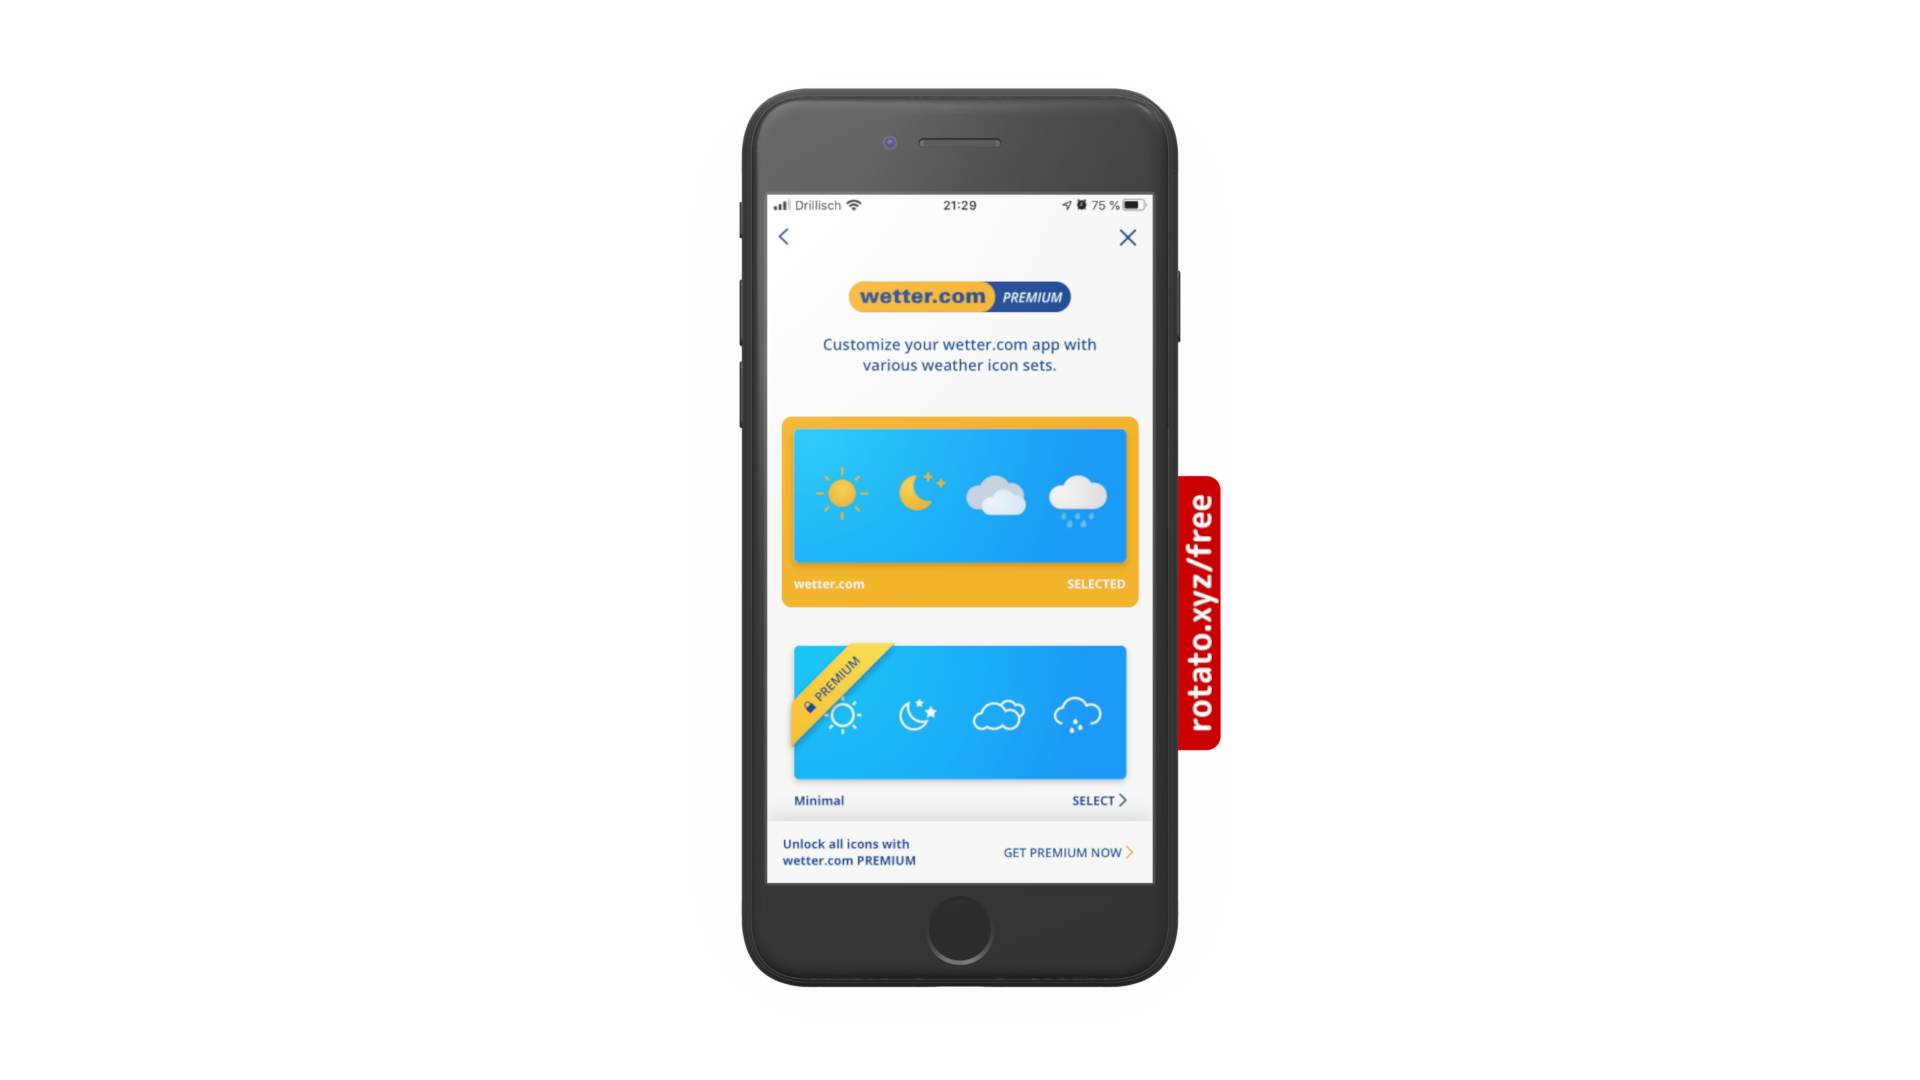 Drillisch
21:29
75 %
wetter.com PREMIUM
Customize your wetter.com app with
various weather icon sets.
wetter.com
SELECTED
PREMIUM
Minimal
SELECT
Unlock all icons with
wetter.com PREMIUM
GET PREMIUM NOW
rotato.xyz/free